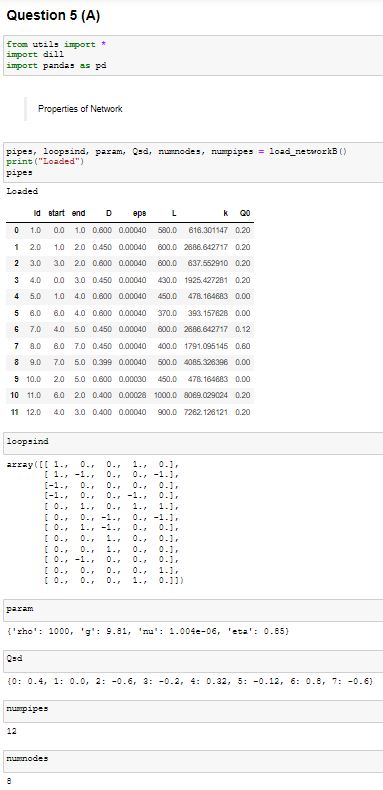 Question 5 (A)
from utils import *
import dill
import pandas as pd
Properties of Network
pipes, loopsind, param, Qsd, numnodes, numpipes = load_networkB()
print("Loaded")
pipes
Loaded
Id start end D eps L k Q0
0 1.0 0.0 1.0 0.600 0.00040 580.0 616.301147 0.20
1 2.0 1.0 2.0 0.450 0.00040 600.0 2686.642717 0.20
2 3.0 3.0 2.0 0.600 0.00040 600.0 637.552910 0.20
3 4.0 0.0 3.0 0.450 0.00040 430.0 1925.427281 0.20
4 5.0 1.0 4.0 0.600 0.00040 450.0 478.164683 0.00
5 6.0 6.0 4.0 0.600 0.00040 370.0 393.157628 0.00
6 7.0 4.0 5.0 0.450 0.00040 600.0 2686.642717 0.12
7 8.0 6.0 7.0 0.450 0.00040 400.0 1791.095145 0.60
8 9.0 7.0 5.0 0.399 0.00040 500.0 4085.326396 0.00
9 10.0 2.0 5.0 0.600 0.00030 450.0 478.164683 0.00
10 11.0 6.0 2.0 0.400 0.00028 1000.0 8069.029024 0.20
11 12.0 4.0 3.0 0.400 0.00040 900.0 7262.126121 0.20
loopsind
array([[ 1., 0., 0., 1., 0.],
[ 1., -1., 0., 0., -1.],
[-1., 0., 0., 0., 0.],
[-1., 0., 0., -1., 0.],
[ 0., 1., 0., 1., 1.],
[ 0., 0., -1., 0., -1.],
[ 0., 1., -1., 0., 0.],
[ 0., 0., 1., 0., 0.],
[ 0., 0., 1., 0., 0.],
[ 0., -1., 0., 0., 0.],
[ 0., 0., 0., 0., 1.],
[ 0., 0., 0., 1., 0.]])
param
{'rho': 1000, 'g': 9.81, 'nu': 1.004e-06, 'eta': 0.85}
Qsd
{0: 0.4, 1: 0.0, 2: -0.6, 3: -0.2, 4: 0.32, 5: -0.12, 6: 0.8, 7: -0.6}
numpipes
12
numnodes
8